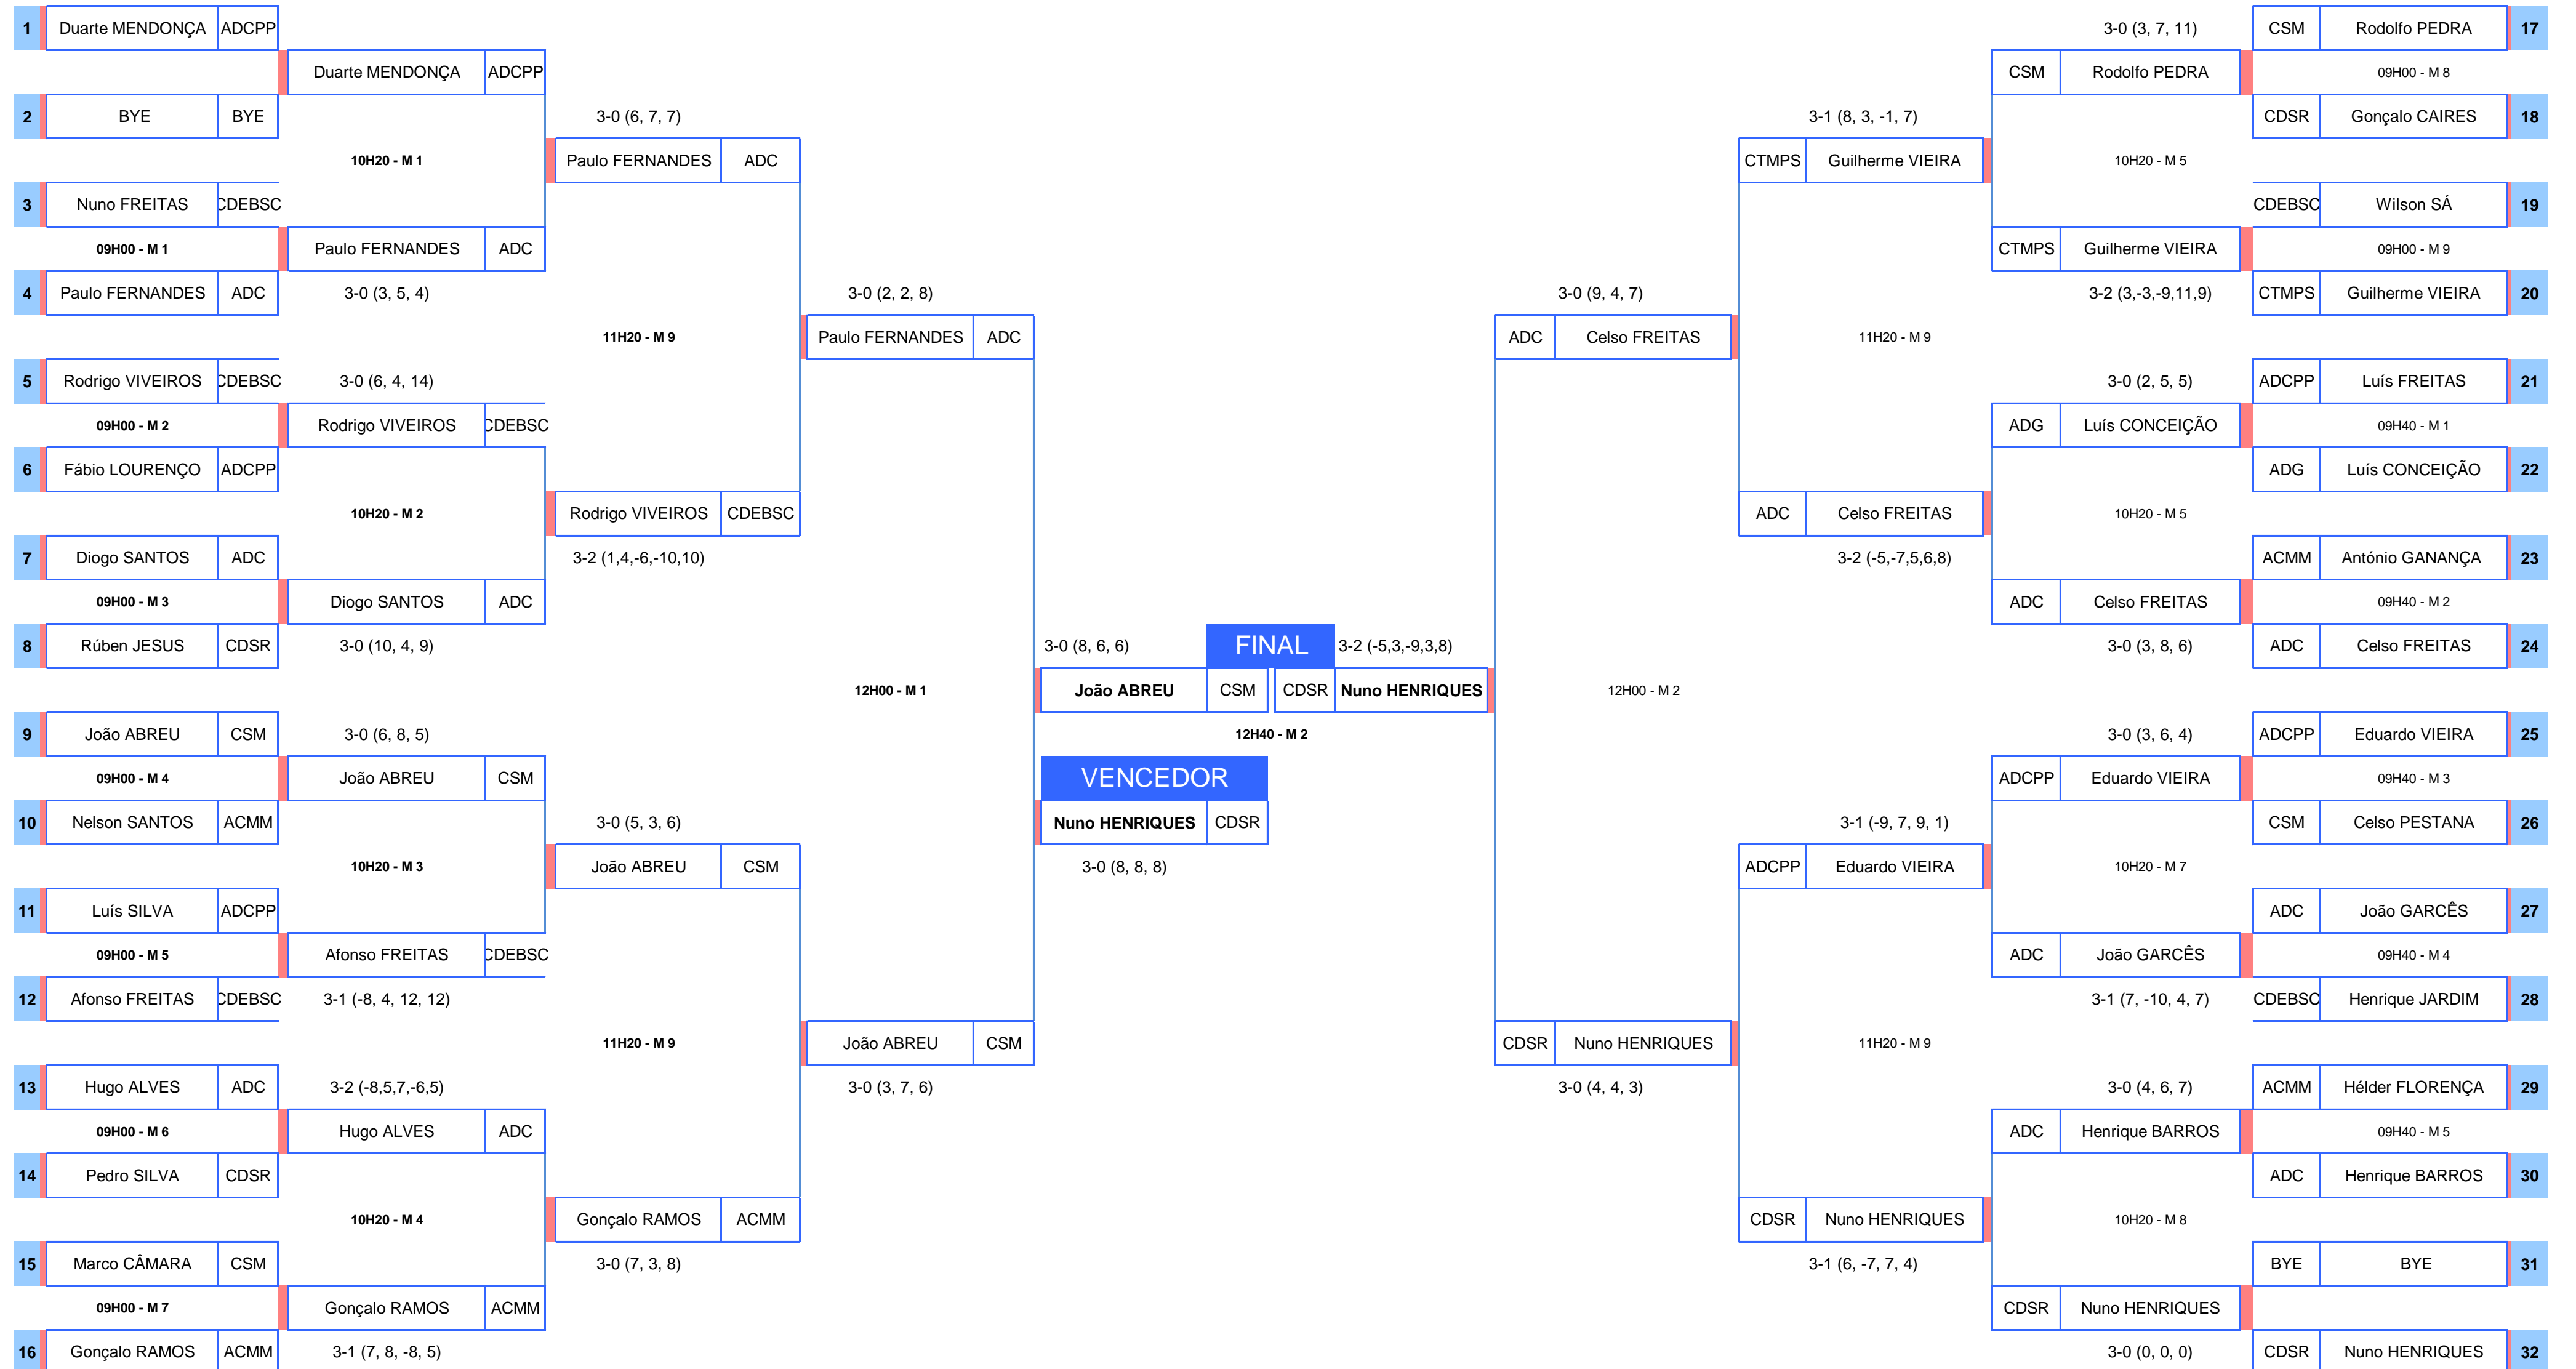 1 Duarte MENDONÇA ADCPP 3-0 (3, 7, 11) CSM Rodolfo PEDRA 17
Duarte MENDONÇA ADCPP CSM Rodolfo PEDRA 09H00 - M 8
2 BYE BYE 3-0 (6, 7, 7) 3-1 (8, 3, -1, 7) CDSR Gonçalo CAIRES 18
10H20 - M 1 Paulo FERNANDES ADC CTMPS Guilherme VIEIRA 10H20 - M 5
3 Nuno FREITAS CDEBSC CDEBSC Wilson SÁ 19
09H00 - M 1 Paulo FERNANDES ADC CTMPS Guilherme VIEIRA 09H00 - M 9
4 Paulo FERNANDES ADC 3-0 (3, 5, 4) 3-0 (2, 2, 8) 3-0 (9, 4, 7) 3-2 (3,-3,-9,11,9) CTMPS Guilherme VIEIRA 20
11H20 - M 9 Paulo FERNANDES ADC ADC Celso FREITAS 11H20 - M 9
5 Rodrigo VIVEIROS CDEBSC 3-0 (6, 4, 14) 3-0 (2, 5, 5) ADCPP Luís FREITAS 21
09H00 - M 2 Rodrigo VIVEIROS CDEBSC ADG Luís CONCEIÇÃO 09H40 - M 1
6 Fábio LOURENÇO ADCPP ADG Luís CONCEIÇÃO 22
10H20 - M 2 Rodrigo VIVEIROS CDEBSC ADC Celso FREITAS 10H20 - M 5
7 Diogo SANTOS ADC 3-2 (1,4,-6,-10,10) 3-2 (-5,-7,5,6,8) ACMM António GANANÇA 23
09H00 - M 3 Diogo SANTOS ADC ADC Celso FREITAS 09H40 - M 2
8 Rúben JESUS CDSR 3-0 (10, 4, 9) 3-0 (8, 6, 6) FINAL 3-2 (-5,3,-9,3,8) 3-0 (3, 8, 6) ADC Celso FREITAS 24
12H00 - M 1 João ABREU CSM CDSR Nuno HENRIQUES 12H00 - M 2
9 João ABREU CSM 3-0 (6, 8, 5) 12H40 - M 2 3-0 (3, 6, 4) ADCPP Eduardo VIEIRA 25
09H00 - M 4 João ABREU CSM VENCEDOR ADCPP Eduardo VIEIRA 09H40 - M 3
10 Nelson SANTOS ACMM 3-0 (5, 3, 6) Nuno HENRIQUES CDSR 3-1 (-9, 7, 9, 1) CSM Celso PESTANA 26
10H20 - M 3 João ABREU CSM 3-0 (8, 8, 8) ADCPP Eduardo VIEIRA 10H20 - M 7
11 Luís SILVA ADCPP ADC João GARCÊS 27
09H00 - M 5 Afonso FREITAS CDEBSC ADC João GARCÊS 09H40 - M 4
12 Afonso FREITAS CDEBSC 3-1 (-8, 4, 12, 12) 3-1 (7, -10, 4, 7) CDEBSC Henrique JARDIM 28
11H20 - M 9 João ABREU CSM CDSR Nuno HENRIQUES 11H20 - M 9
13 Hugo ALVES ADC 3-2 (-8,5,7,-6,5) 3-0 (3, 7, 6) 3-0 (4, 4, 3) 3-0 (4, 6, 7) ACMM Hélder FLORENÇA 29
09H00 - M 6 Hugo ALVES ADC ADC Henrique BARROS 09H40 - M 5
14 Pedro SILVA CDSR ADC Henrique BARROS 30
10H20 - M 4 Gonçalo RAMOS ACMM CDSR Nuno HENRIQUES 10H20 - M 8
15 Marco CÂMARA CSM 3-0 (7, 3, 8) 3-1 (6, -7, 7, 4) BYE BYE 31
09H00 - M 7 Gonçalo RAMOS ACMM CDSR Nuno HENRIQUES
16 Gonçalo RAMOS ACMM 3-1 (7, 8, -8, 5) 3-0 (0, 0, 0) CDSR Nuno HENRIQUES 32